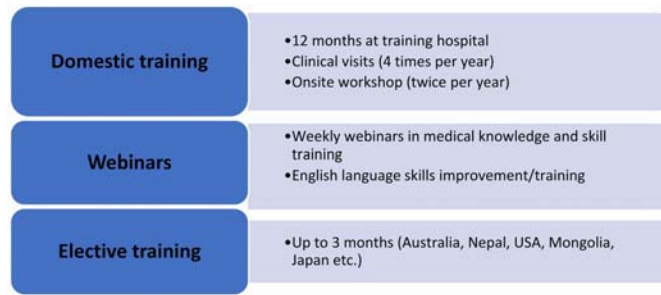 Domestic training
•12 months at training hospital
•Clinical visits (4 times per year)
•Onsite workshop (twice per year)
Webinars
•Weekly webinars in medical knowledge and skill
training
•English language skills improvement/training
Elective training
•Up to 3 months (Australia, Nepal, USA, Mongolia,
Japan etc.)